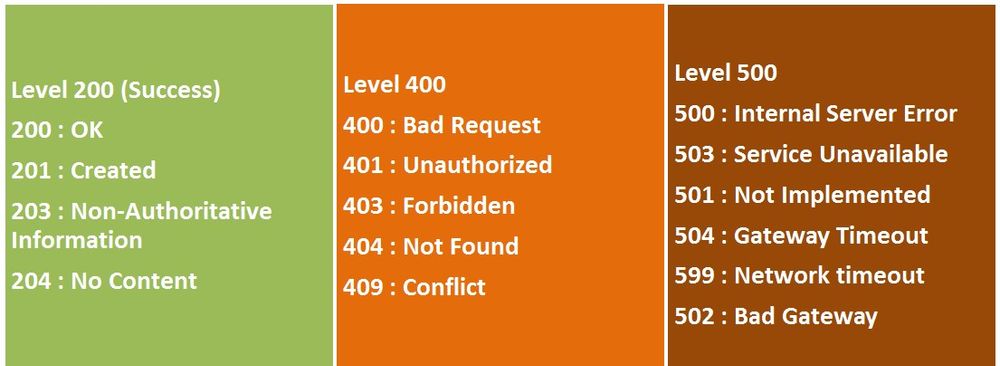 Level 200 (Success)
200 : OK
201 : Created
203 : Non-Authoritative
Information
204 : No Content
Level 400
400 : Bad Request
401 : Unauthorized
403 : Forbidden
404 : Not Found
409 : Conflict
Level 500
500 : Internal Server Error
503 : Service Unavailable
501 : Not Implemented
504 : Gateway Timeout
599 : Network timeout
502 : Bad Gateway